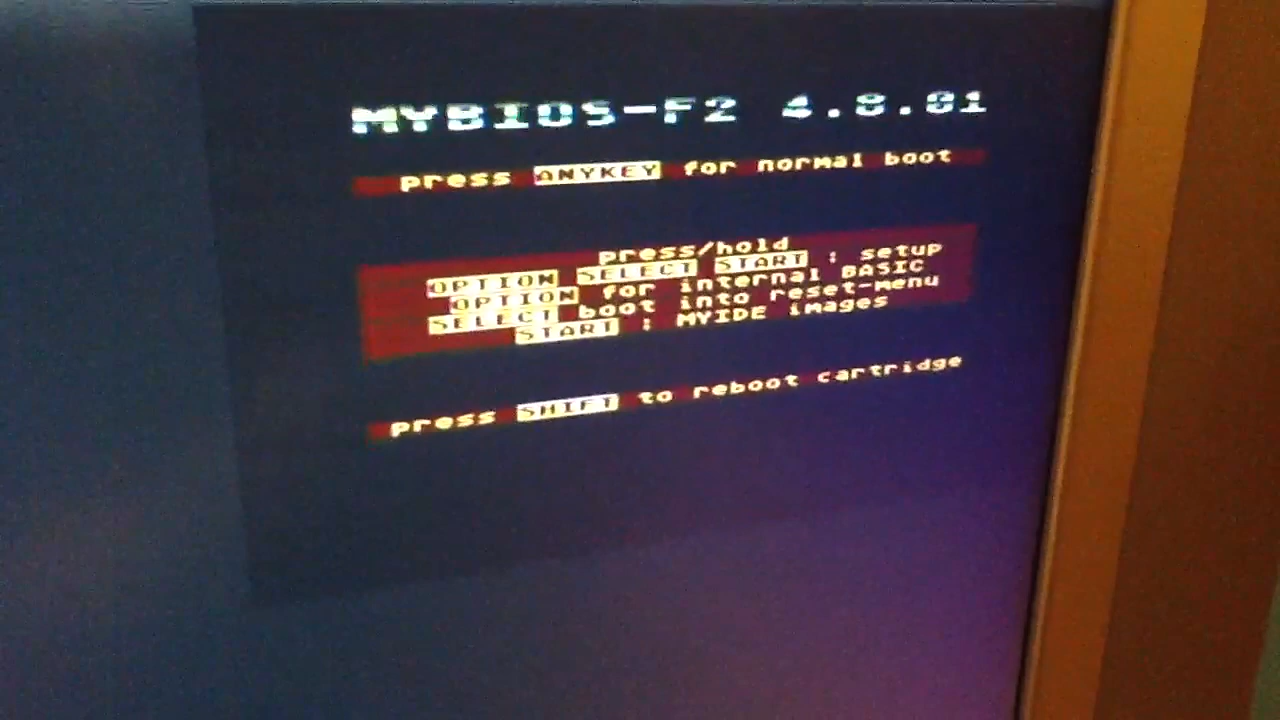 MYBIOS-F2 4.8.01
press ANYKEY for normal boot
press/hold
OPTION SELECT START : setup
OPTION for internal BASIC
SELECT boot into reset-menu
START : MYIDE images
press SHIFT to reboot cartridge